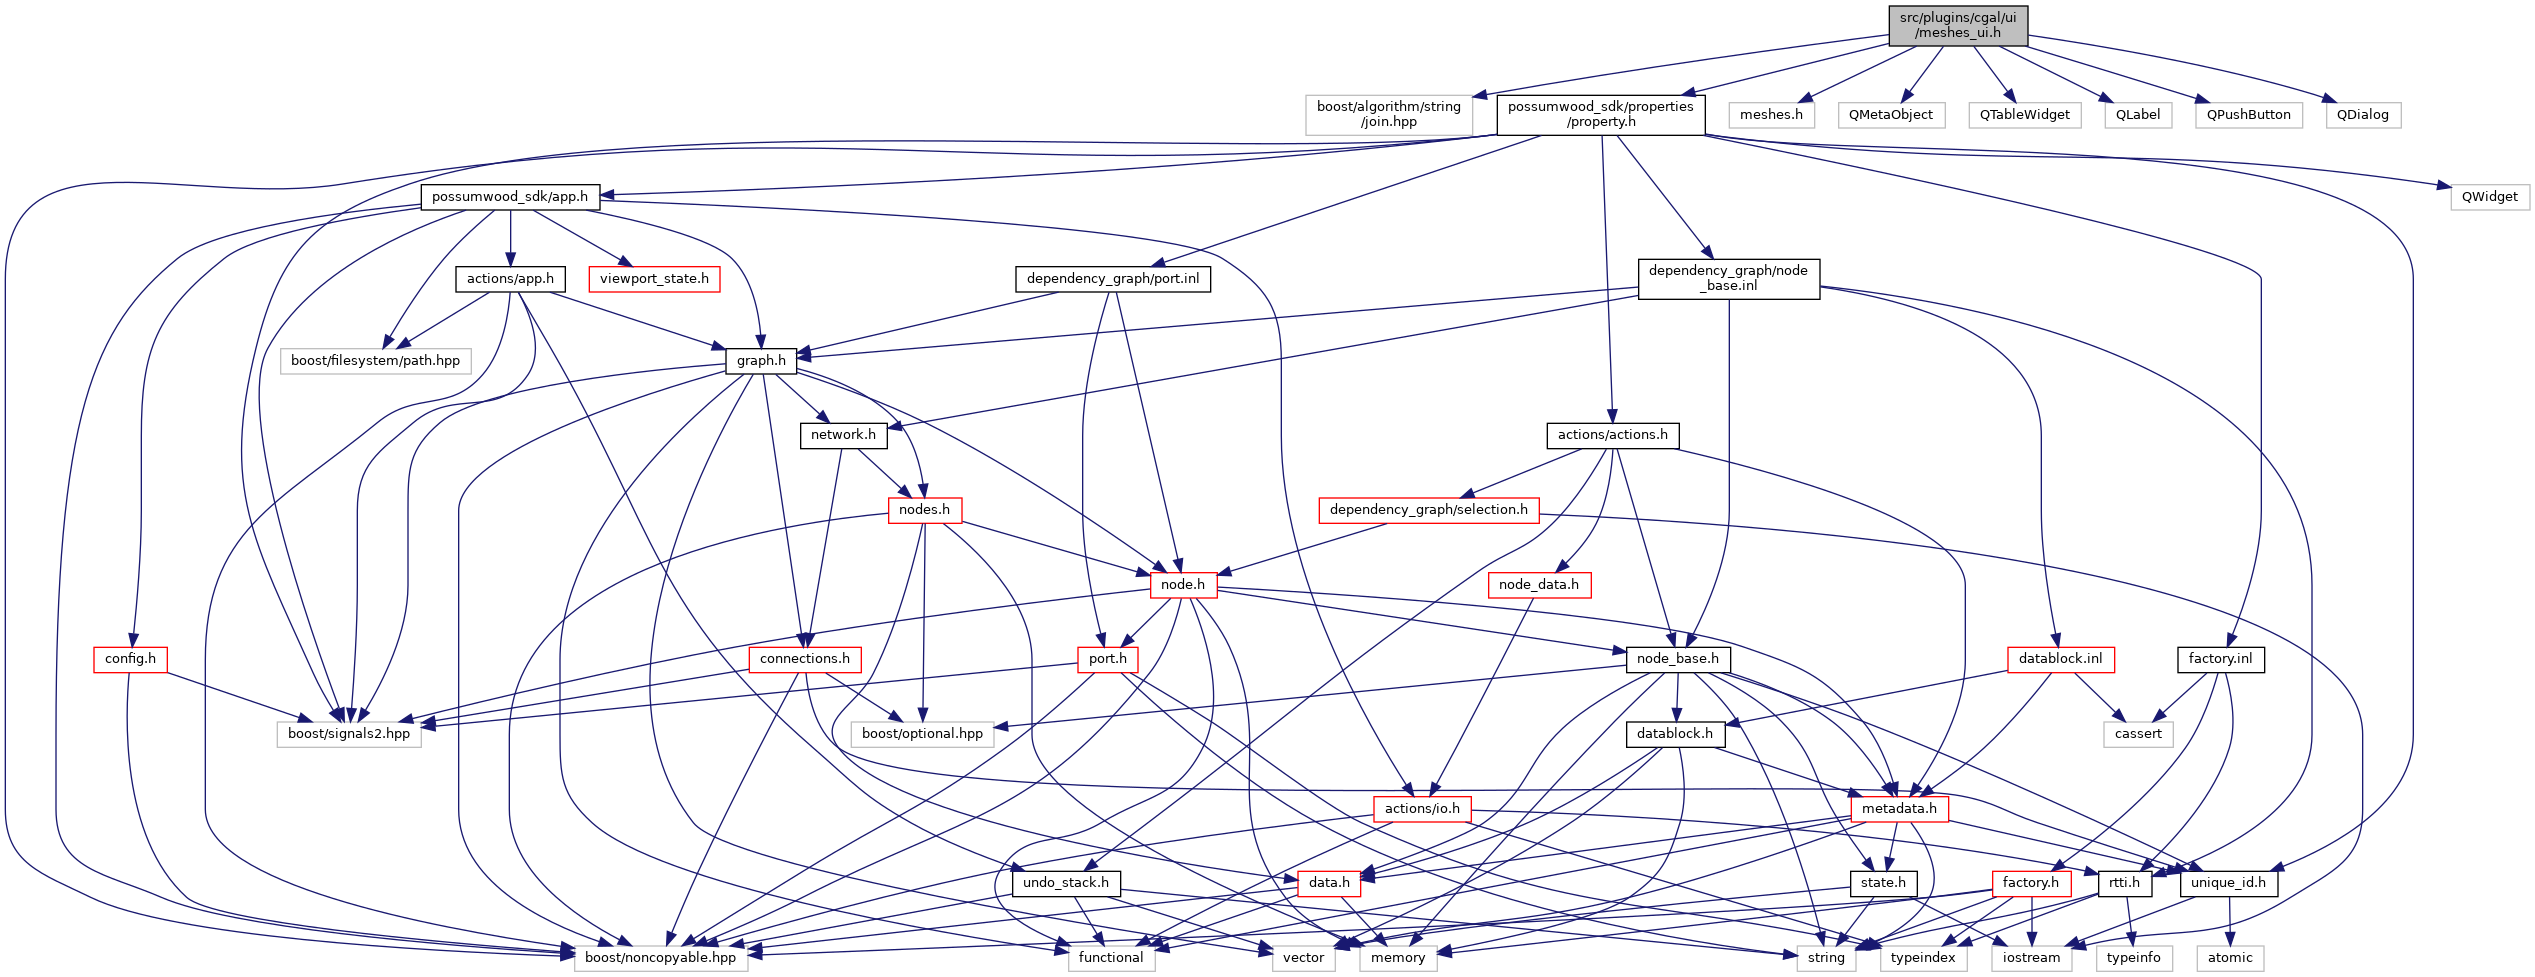 src/plugins/cgal/ui
/meshes_ui.h
boost/algorithm/string
/join.hpp
possumwood_sdk/properties
/property.h
meshes.h
QMetaObject
QTableWidget
QLabel
QPushButton
QDialog
possumwood_sdk/app.h
QWidget
actions/app.h
viewport_state.h
dependency_graph/port.inl
dependency_graph/node
_base.inl
boost/filesystem/path.hpp
graph.h
network.h
actions/actions.h
nodes.h
dependency_graph/selection.h
node.h
node_data.h
config.h
connections.h
port.h
node_base.h
datablock.inl
factory.inl
boost/signals2.hpp
boost/optional.hpp
datablock.h
cassert
actions/io.h
metadata.h
undo_stack.h
data.h
state.h
factory.h
rtti.h
unique_id.h
boost/noncopyable.hpp
functional
vector
memory
string
typeindex
iostream
typeinfo
atomic